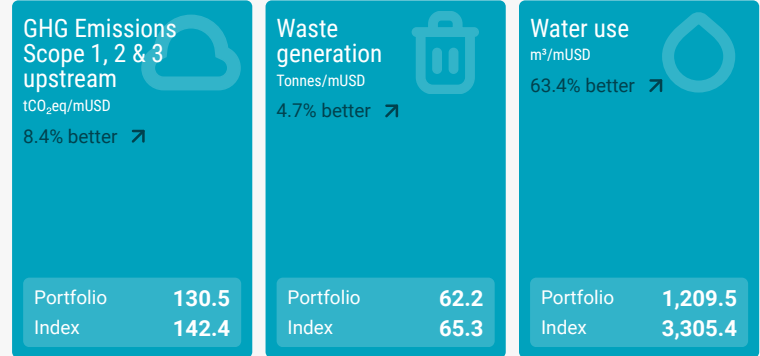 GHG Emissions
Scope 1, 2 & 3
upstream
tCO₂eq/mUSD
8.4% better
Portfolio 130.5
Index 142.4
Waste
generation
Tonnes/mUSD
4.7% better
Portfolio 62.2
Index 65.3
Water use
m³/mUSD
63.4% better
Portfolio 1,209.5
Index 3,305.4